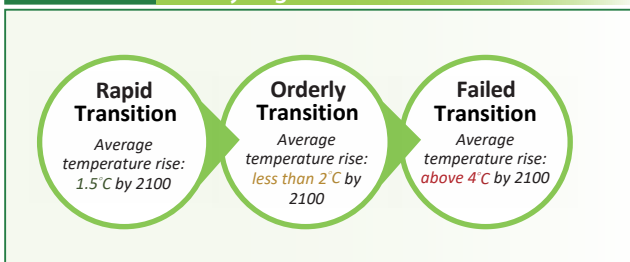 Rapid
Transition
Average
temperature rise:
1.5°C by 2100
Orderly
Transition
Average
temperature rise:
less than 2°C by
2100
Failed
Transition
Average
temperature rise:
above 4°C by 2100